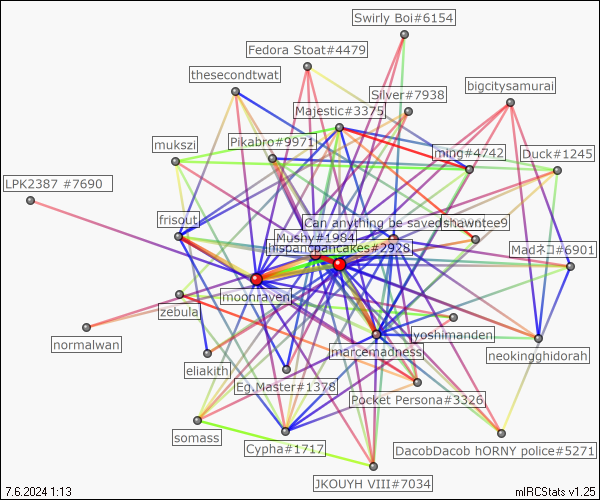 Swirly Boi#6154
Fedora Stoat#4479
thesecondtwat
bigcitysamurai
Silver#7938
Majestic#3375
Pikabro#9971
mukszi
ming#4742
Duck#1245
LPK2387 #7690
frisout
Can anything be saved
shawntee9
Mushy#1984
mspancpancakes#2928
Madネコ#6901
moonraven
zebula
yoshimanden
normalwan
marcemadness
neokingghidorah
eliakith
Eg.Master#1378
Pocket Persona#3326
somass
Cypha#1717
DacobDacob hORNY police#5271
JKOUYH VIII#7034
7.6.2024 1:13
mIRCStats v1.25